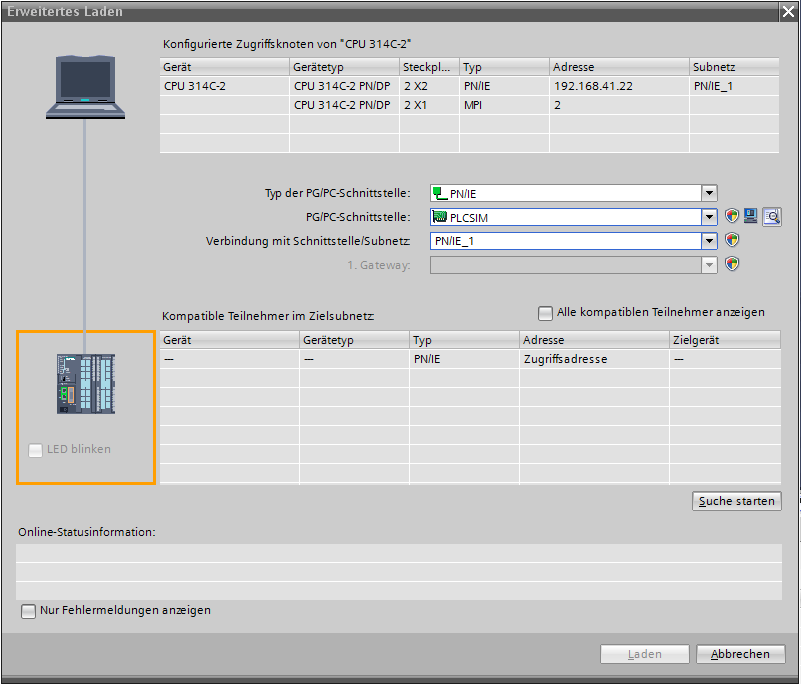 Erweitertes Laden
Konfigurierte Zugriffsknoten von "CPU 314C-2"
Gerät Gerätetyp Steckpl... Typ Adresse Subnetz
CPU 314C-2 CPU 314C-2 PN/DP 2 X2 PN/IE 192.168.41.22 PN/IE_1
CPU 314C-2 PN/DP 2 X1 MPI 2
Typ der PG/PC-Schnittstelle: PN/IE
PG/PC-Schnittstelle: PLCSIM
Verbindung mit Schnittstelle/Subnetz: PN/IE_1
1. Gateway:
Kompatible Teilnehmer im Zielsubnetz: Alle kompatiblen Teilnehmer anzeigen
Gerät Gerätetyp Typ Adresse Zielgerät
— — PN/IE Zugriffsadresse —
LED blinken
Suche starten
Online-Statusinformation:
Nur Fehlermeldungen anzeigen
Laden Abbrechen